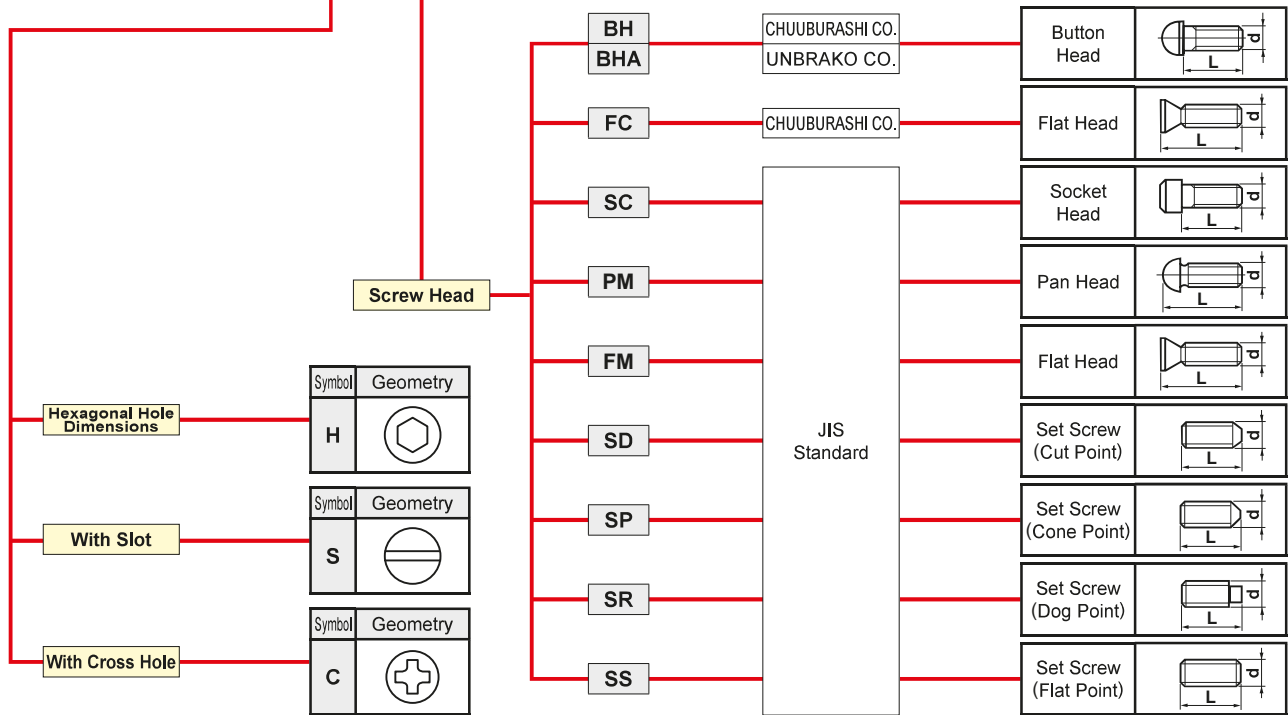 BH
CHUUBURASHI CO.
Button
Head
d
L
BHA
UNBRAKO CO.
FC
CHUUBURASHI CO.
Flat Head
d
L
SC
Socket
Head
d
L
Screw Head
PM
Pan Head
d
L
FM
Flat Head
d
L
JIS
Standard
SD
Set Screw
(Cut Point)
d
L
SP
Set Screw
(Cone Point)
d
L
SR
Set Screw
(Dog Point)
d
L
SS
Set Screw
(Flat Point)
d
L
Hexagonal Hole
Dimensions
Symbol Geometry
H
With Slot
Symbol Geometry
S
With Cross Hole
Symbol Geometry
C